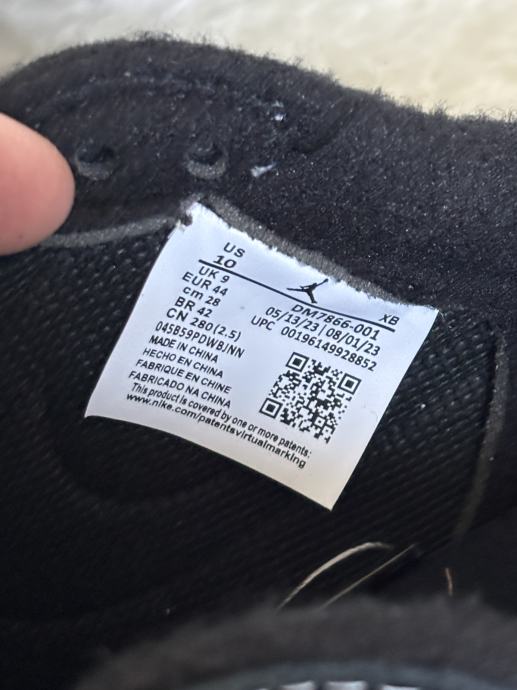 US
10
UK 9
EUR 44
cm 28
BR 42
CN 280(2.5)
045B59PDWB/NN
MADE IN CHINA
HECHO EN CHINA
FABRIQUE EN CHINE
FABRICADO NA CHINA
This product is covered by one or more patents:
www.nike.com/patentsvirtualmarking
XB
DM7866-001
05/13/23 | 08/01/23
UPC 00196149928852